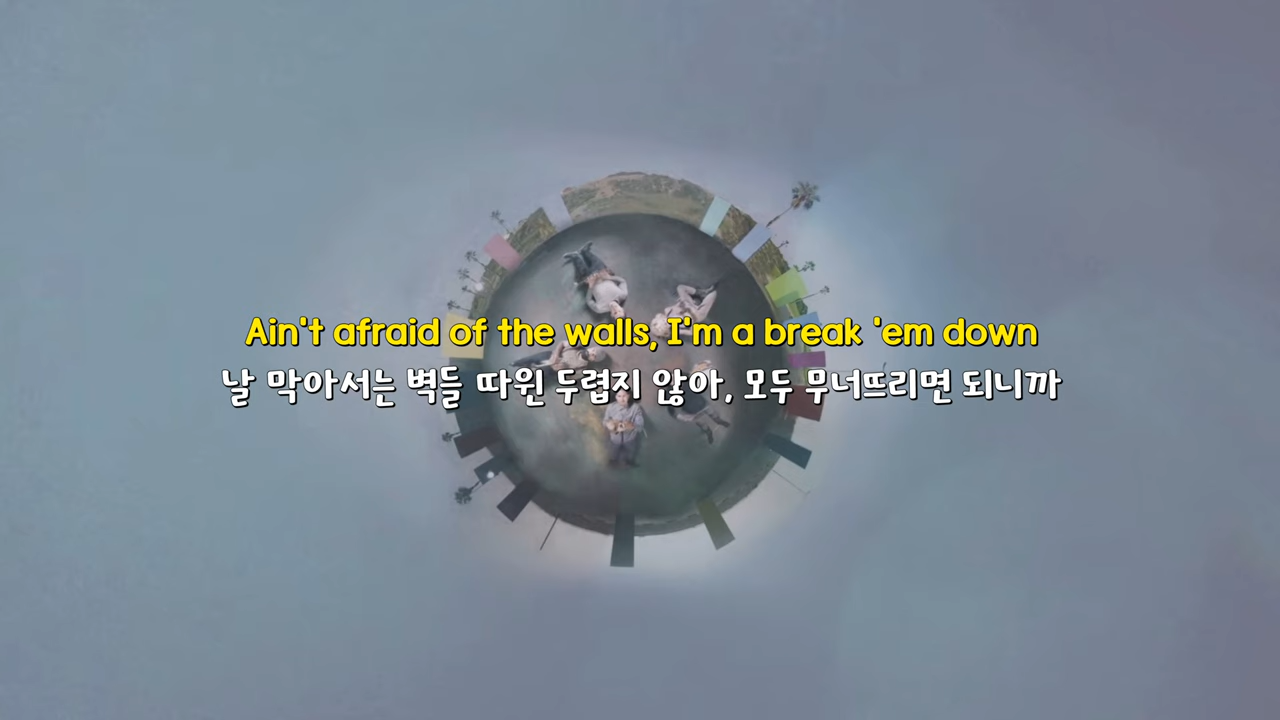 Ain't afraid of the walls, I'm a break 'em down
날 막아서는 벽들 따윈 두렵지 않아, 모두 무너뜨리면 되니까